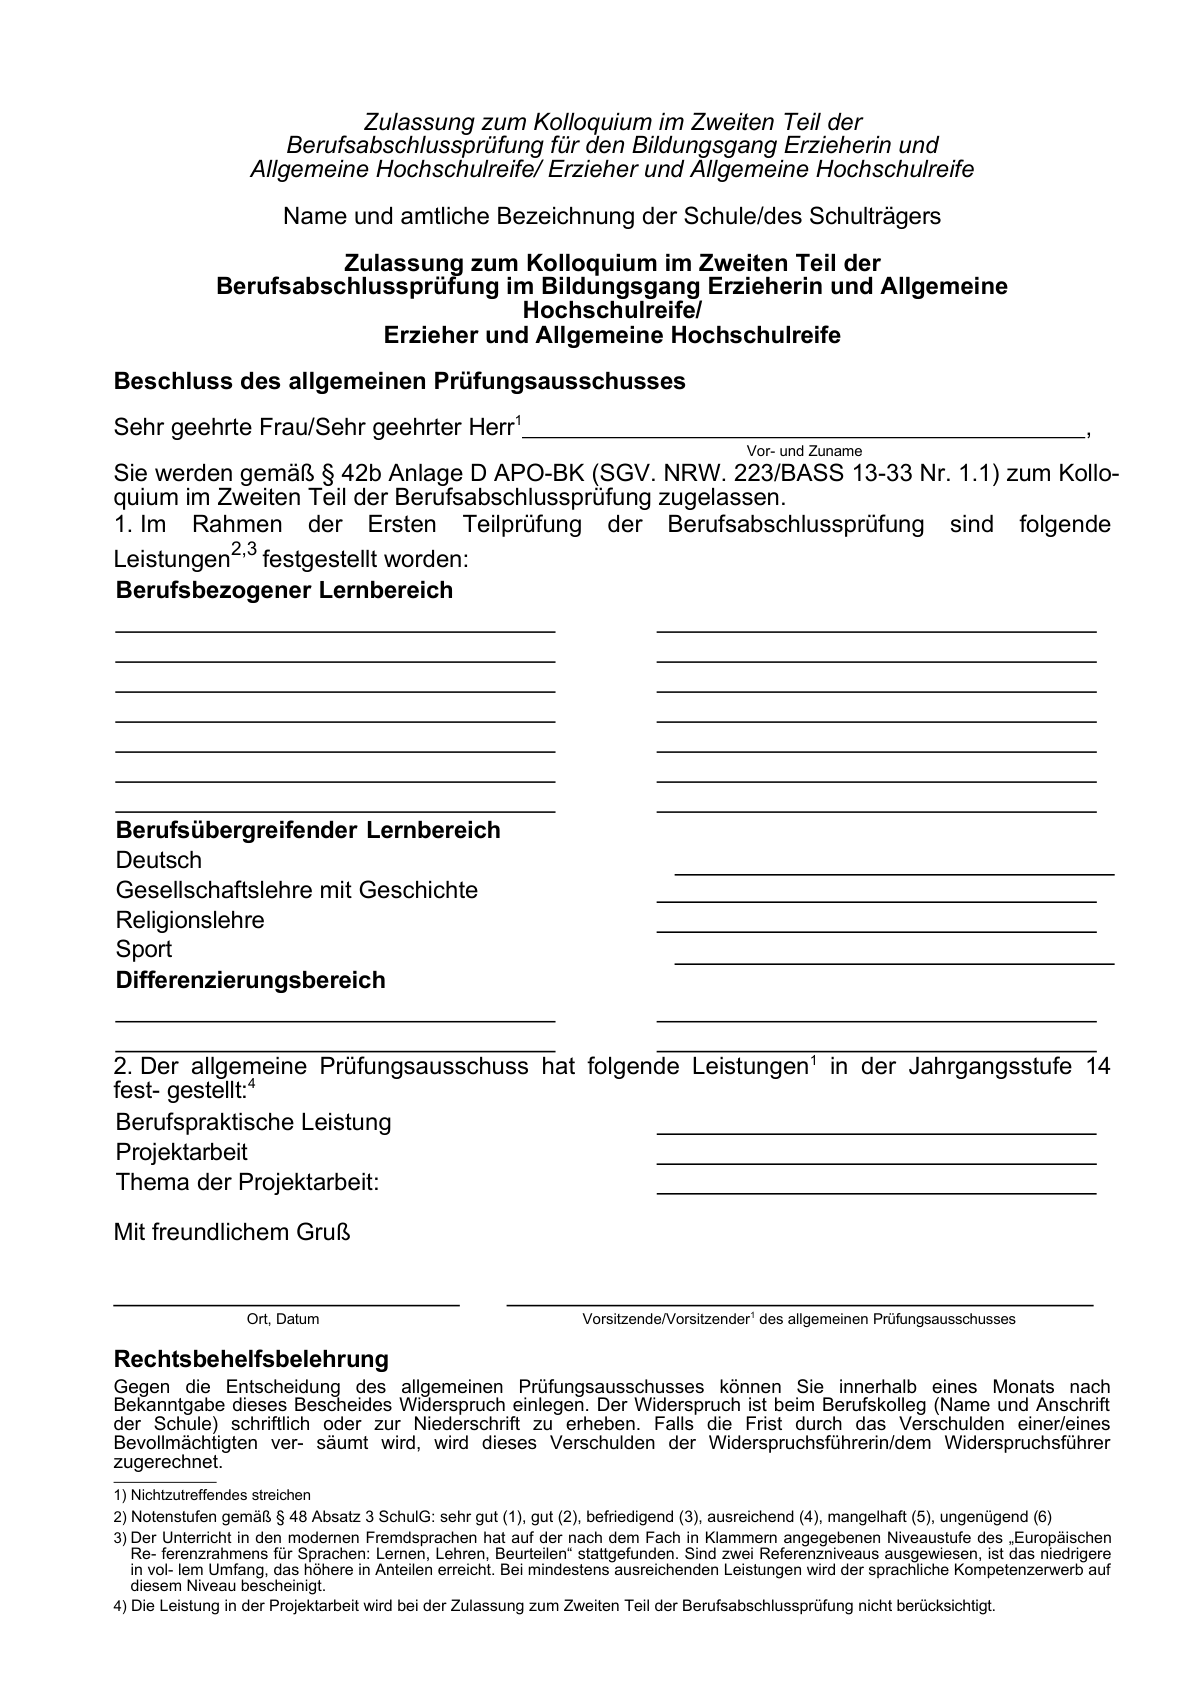 Zulassung zum Kolloquium im Zweiten Teil der
Berufsabschlussprüfung für den Bildungsgang Erzieherin und
Allgemeine Hochschulreife/ Erzieher und Allgemeine Hochschulreife
Name und amtliche Bezeichnung der Schule/des Schulträgers
Zulassung zum Kolloquium im Zweiten Teil der
Berufsabschlussprüfung im Bildungsgang Erzieherin und Allgemeine
Hochschulreife/
Erzieher und Allgemeine Hochschulreife
Beschluss des allgemeinen Prüfungsausschusses
Sehr geehrte Frau/Sehr geehrter Herr1 ,
Vor- und Zuname
Sie werden gemäß § 42b Anlage D APO-BK (SGV. NRW. 223/BASS 13-33 Nr. 1.1) zum Kollo-
quium im Zweiten Teil der Berufsabschlussprüfung zugelassen.
1. Im Rahmen der Ersten Teilprüfung der Berufsabschlussprüfung sind folgende
Leistungen2,3 festgestellt worden:
Berufsbezogener Lernbereich
Berufsübergreifender Lernbereich
Deutsch
Gesellschaftslehre mit Geschichte
Religionslehre
Sport
Differenzierungsbereich
2. Der allgemeine Prüfungsausschuss hat folgende Leistungen1 in der Jahrgangsstufe 14
fest- gestellt:4
Berufspraktische Leistung
Projektarbeit
Thema der Projektarbeit:
Mit freundlichem Gruß
Ort, Datum
Vorsitzende/Vorsitzender1 des allgemeinen Prüfungsausschusses
Rechtsbehelfsbelehrung
Gegen die Entscheidung des allgemeinen Prüfungsausschusses können Sie innerhalb eines Monats nach
Bekanntgabe dieses Bescheides Widerspruch einlegen. Der Widerspruch ist beim Berufskolleg (Name und Anschrift
der Schule) schriftlich oder zur Niederschrift zu erheben. Falls die Frist durch das Verschulden einer/eines
Bevollmächtigten ver- säumt wird, wird dieses Verschulden der Widerspruchsführerin/dem Widerspruchsführer
zugerechnet.
1) Nichtzutreffendes streichen
2) Notenstufen gemäß § 48 Absatz 3 SchulG: sehr gut (1), gut (2), befriedigend (3), ausreichend (4), mangelhaft (5), ungenügend (6)
3) Der Unterricht in den modernen Fremdsprachen hat auf der nach dem Fach in Klammern angegebenen Niveaustufe des „Europäischen
Re- ferenzrahmens für Sprachen: Lernen, Lehren, Beurteilen“ stattgefunden. Sind zwei Referenzniveaus ausgewiesen, ist das niedrigere
in vol- lem Umfang, das höhere in Anteilen erreicht. Bei mindestens ausreichenden Leistungen wird der sprachliche Kompetenzerwerb auf
diesem Niveau bescheinigt.
4) Die Leistung in der Projektarbeit wird bei der Zulassung zum Zweiten Teil der Berufsabschlussprüfung nicht berücksichtigt.